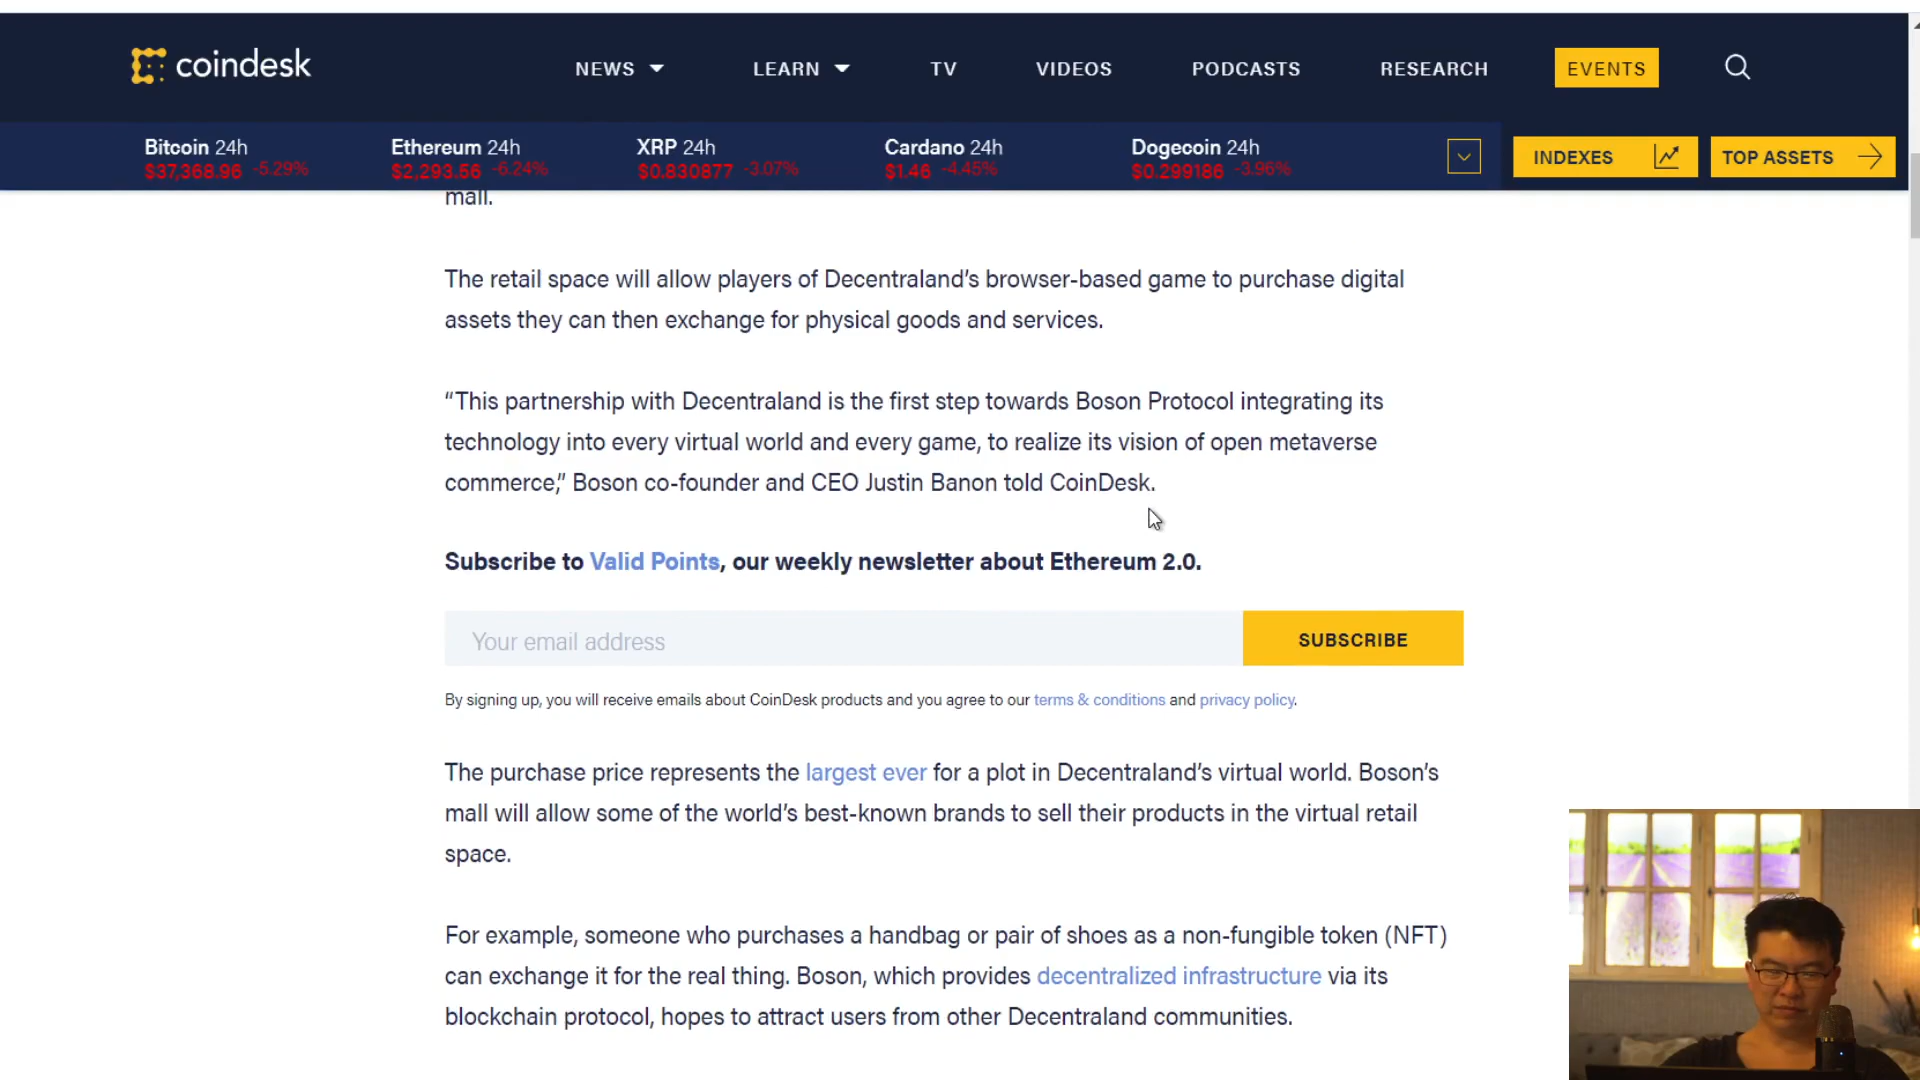 coindesk
NEWS LEARN TV VIDEOS PODCASTS RESEARCH EVENTS
Bitcoin 24h Ethereum 24h XRP 24h Cardano 24h Dogecoin 24h
$37,368.96 -5.29% $2,293.56 -6.24% $0.830877 -3.07% $1.46 -4.45% $0.299186 -3.96%
INDEXES TOP ASSETS
mall.
The retail space will allow players of Decentraland’s browser-based game to purchase digital
assets they can then exchange for physical goods and services.
“This partnership with Decentraland is the first step towards Boson Protocol integrating its
technology into every virtual world and every game, to realize its vision of open metaverse
commerce,” Boson co-founder and CEO Justin Banon told CoinDesk.
Subscribe to Valid Points, our weekly newsletter about Ethereum 2.0.
Your email address SUBSCRIBE
By signing up, you will receive emails about CoinDesk products and you agree to our terms & conditions and privacy policy.
The purchase price represents the largest ever for a plot in Decentraland’s virtual world. Boson’s
mall will allow some of the world’s best-known brands to sell their products in the virtual retail
space.
For example, someone who purchases a handbag or pair of shoes as a non-fungible token (NFT)
can exchange it for the real thing. Boson, which provides decentralized infrastructure via its
blockchain protocol, hopes to attract users from other Decentraland communities.